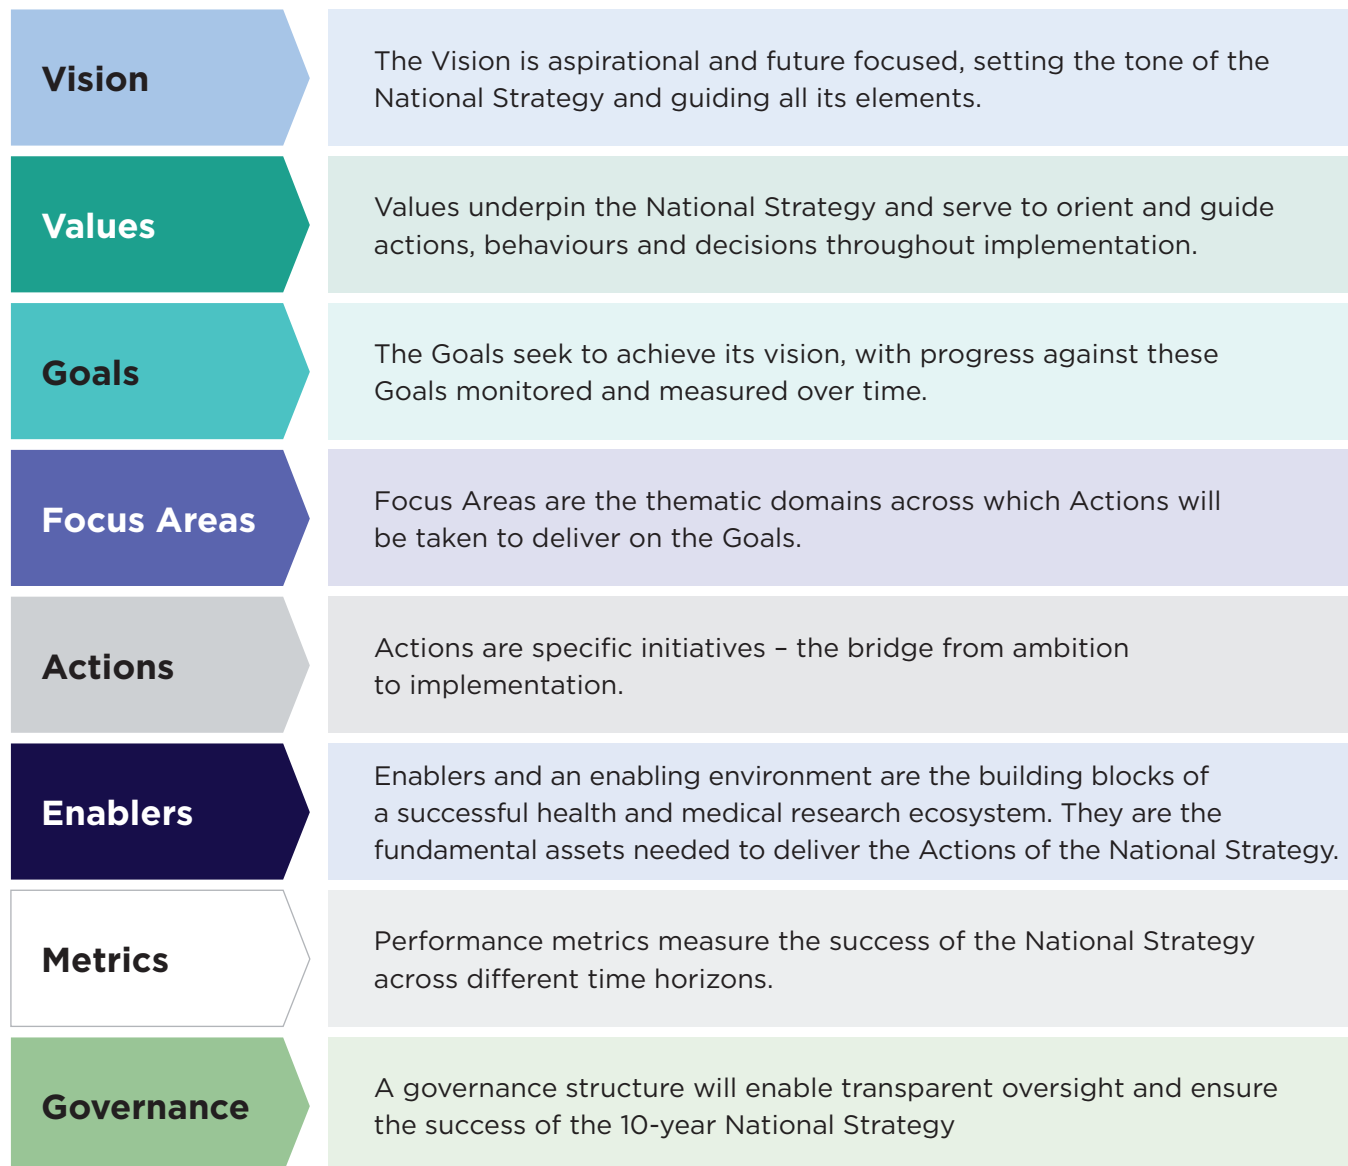 Vision
The Vision is aspirational and future focused, setting the tone of the
National Strategy and guiding all its elements.
Values
Values underpin the National Strategy and serve to orient and guide
actions, behaviours and decisions throughout implementation.
Goals
The Goals seek to achieve its vision, with progress against these
Goals monitored and measured over time.
Focus Areas
Focus Areas are the thematic domains across which Actions will
be taken to deliver on the Goals.
Actions
Actions are specific initiatives – the bridge from ambition
to implementation.
Enablers
Enablers and an enabling environment are the building blocks of
a successful health and medical research ecosystem. They are the
fundamental assets needed to deliver the Actions of the National Strategy.
Metrics
Performance metrics measure the success of the National Strategy
across different time horizons.
Governance
A governance structure will enable transparent oversight and ensure
the success of the 10-year National Strategy